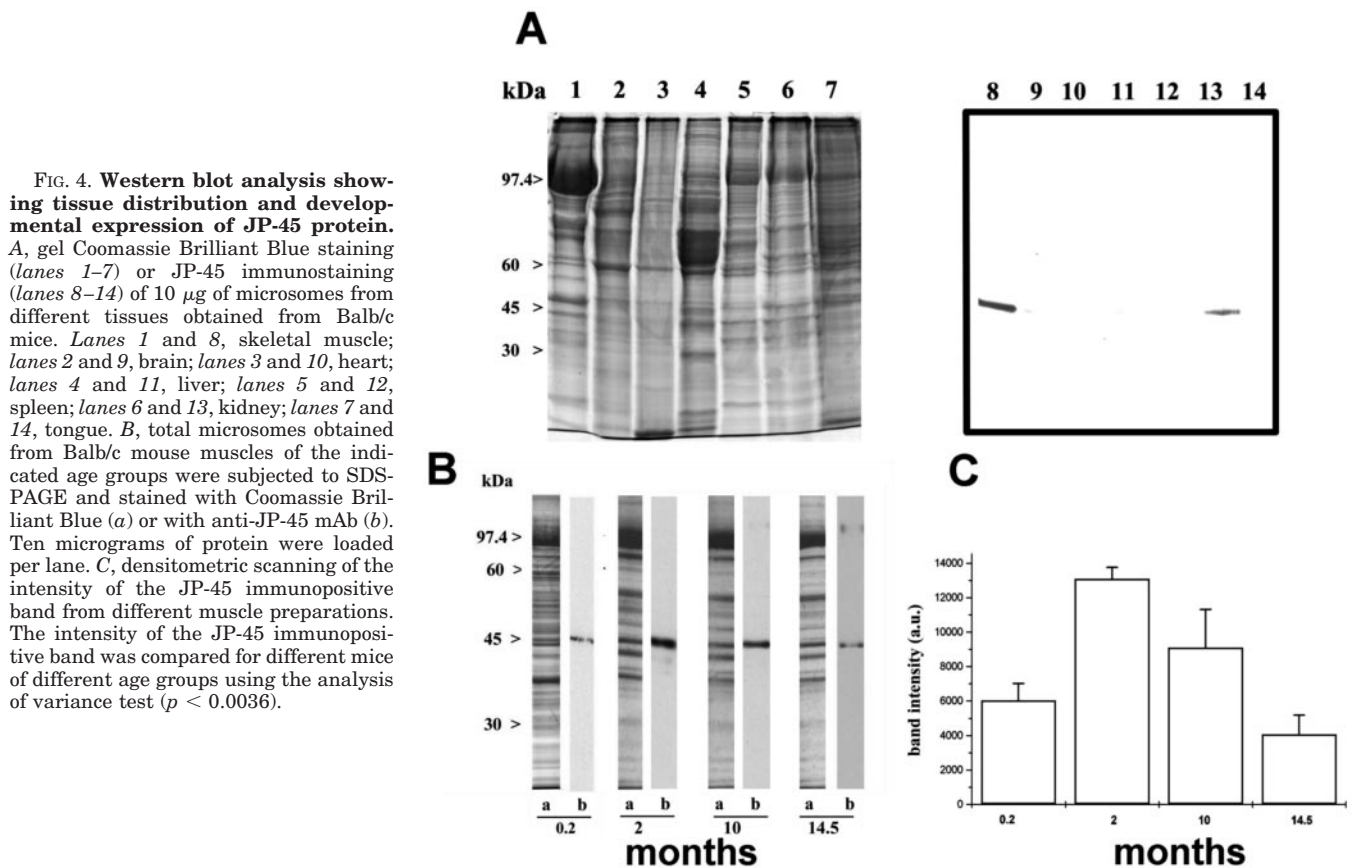 FIG. 4. Western blot analysis show-
ing tissue distribution and develop-
mental expression of JP-45 protein.
A, gel Coomassie Brilliant Blue staining
(lanes 1–7) or JP-45 immunostaining
(lanes 8–14) of 10 μg of microsomes from
different tissues obtained from Balb/c
mice. Lanes 1 and 8, skeletal muscle;
lanes 2 and 9, brain; lanes 3 and 10, heart;
lanes 4 and 11, liver; lanes 5 and 12,
spleen; lanes 6 and 13, kidney; lanes 7 and
14, tongue. B, total microsomes obtained
from Balb/c mouse muscles of the indi-
cated age groups were subjected to SDS-
PAGE and stained with Coomassie Bril-
liant Blue (a) or with anti-JP-45 mAb (b).
Ten micrograms of protein were loaded
per lane. C, densitometric scanning of the
intensity of the JP-45 immunopositive
band from different muscle preparations.
The intensity of the JP-45 immunoposi-
tive band was compared for different mice
of different age groups using the analysis
of variance test (p < 0.0036).
A
kDa 1 2 3 4 5 6 7
97.4>
60 >
45 >
30 >
8 9 10 11 12 13 14
B
kDa
97.4>
60 >
45 >
30 >
a b a b a b a b
0.2 2 10 14.5
months
C
band intensity (a.u.)
14000
12000
10000
8000
6000
4000
2000
0
0.2 2 10 14.5
months